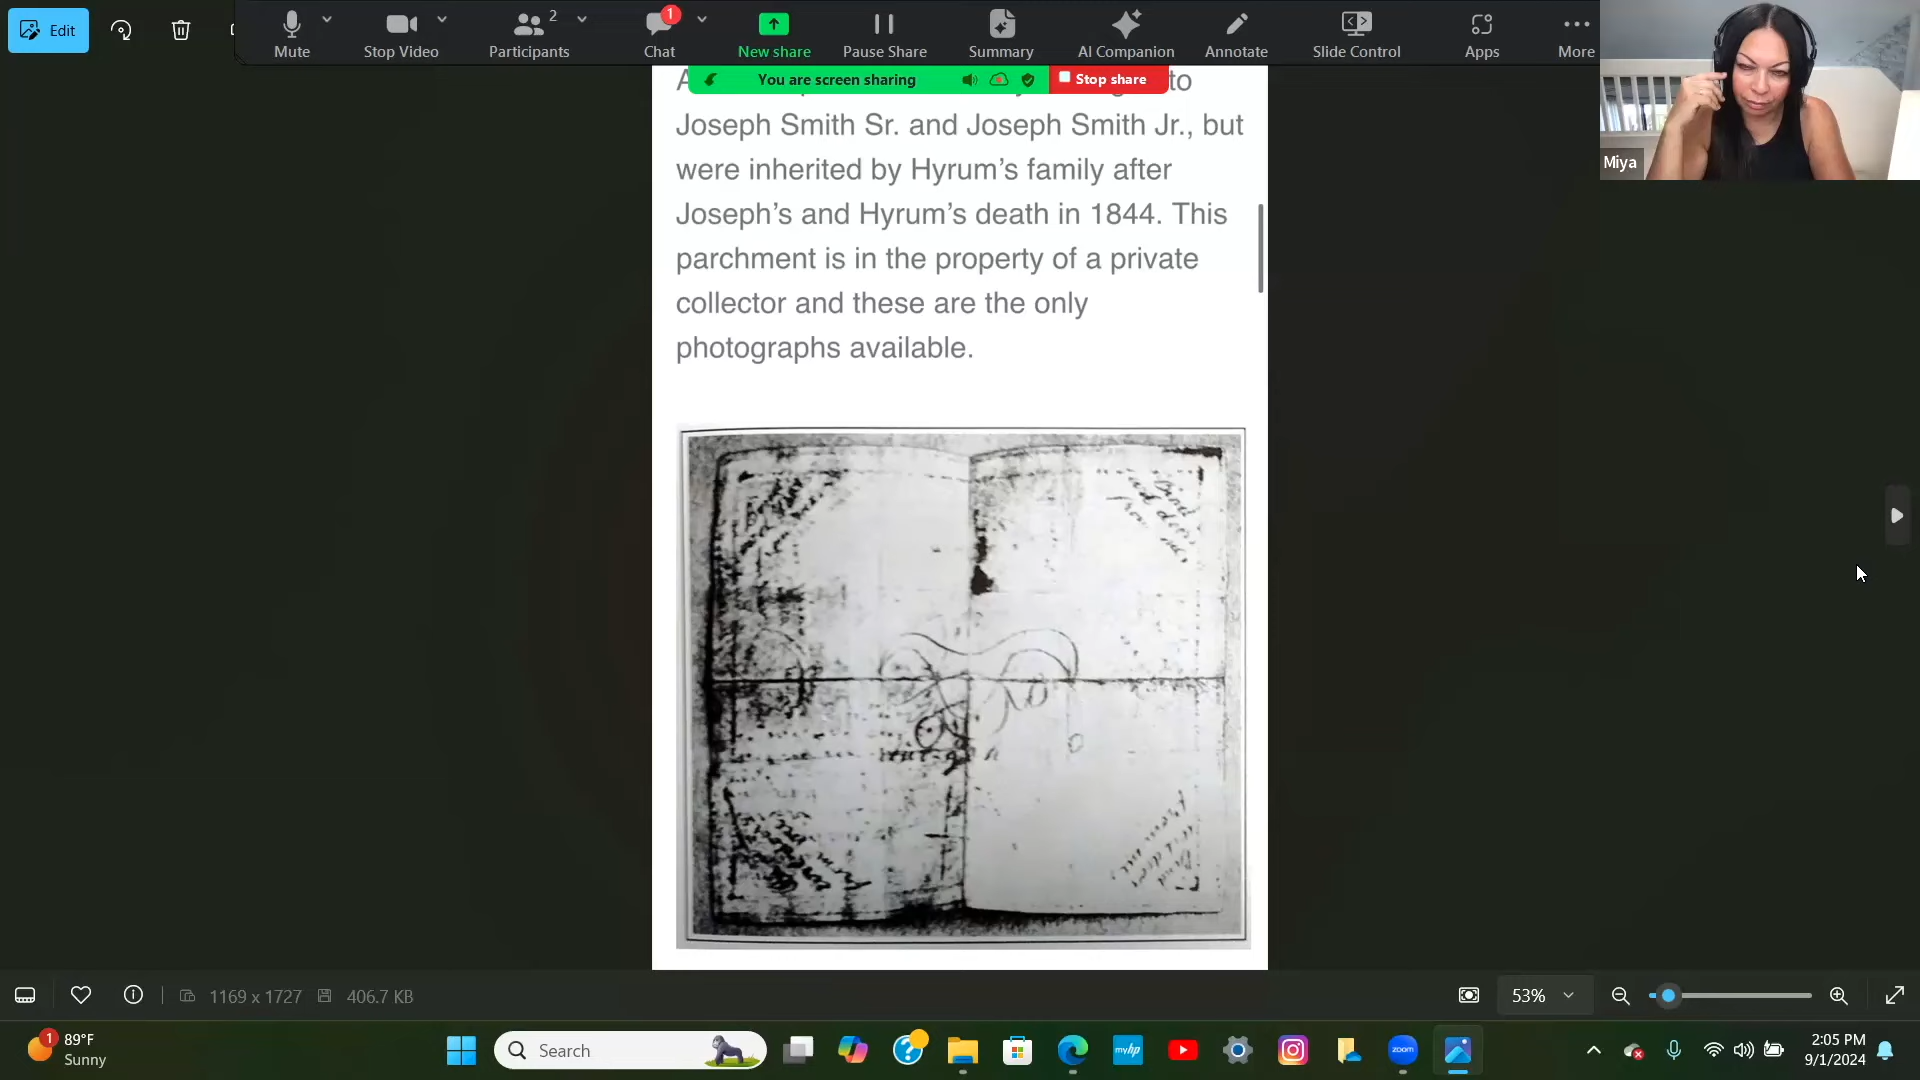 Edit
Mute
Stop Video
Participants
2
Chat
1
New share
Pause Share
Summary
AI Companion
Annotate
Slide Control
Apps
More
You are screen sharing
Stop share
Miya
to
Joseph Smith Sr. and Joseph Smith Jr., but
were inherited by Hyrum’s family after
Joseph’s and Hyrum’s death in 1844. This
parchment is in the property of a private
collector and these are the only
photographs available.
1169 x 1727
406.7 KB
53%
1
89°F
Sunny
Search
myhp
zoom
2:05 PM
9/1/2024